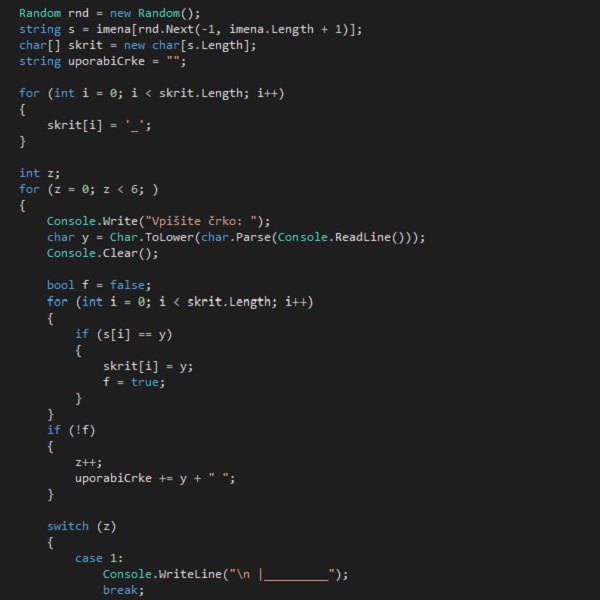 Random rnd = new Random();
string s = imena[rnd.Next(-1, imena.Length + 1)];
char[] skrit = new char[s.Length];
string uporabiCrke = "";
for (int i = 0; i < skrit.Length; i++)
{
skrit[i] = '_';
}
int z;
for (z = 0; z < 6; )
{
Console.Write("Vpišite črko: ");
char y = Char.ToLower(char.Parse(Console.ReadLine()));
Console.Clear();
bool f = false;
for (int i = 0; i < skrit.Length; i++)
{
if (s[i] == y)
{
skrit[i] = y;
f = true;
}
}
if (!f)
{
z++;
uporabiCrke += y + " ";
}
switch (z)
{
case 1:
Console.WriteLine("\n |_________");
break;